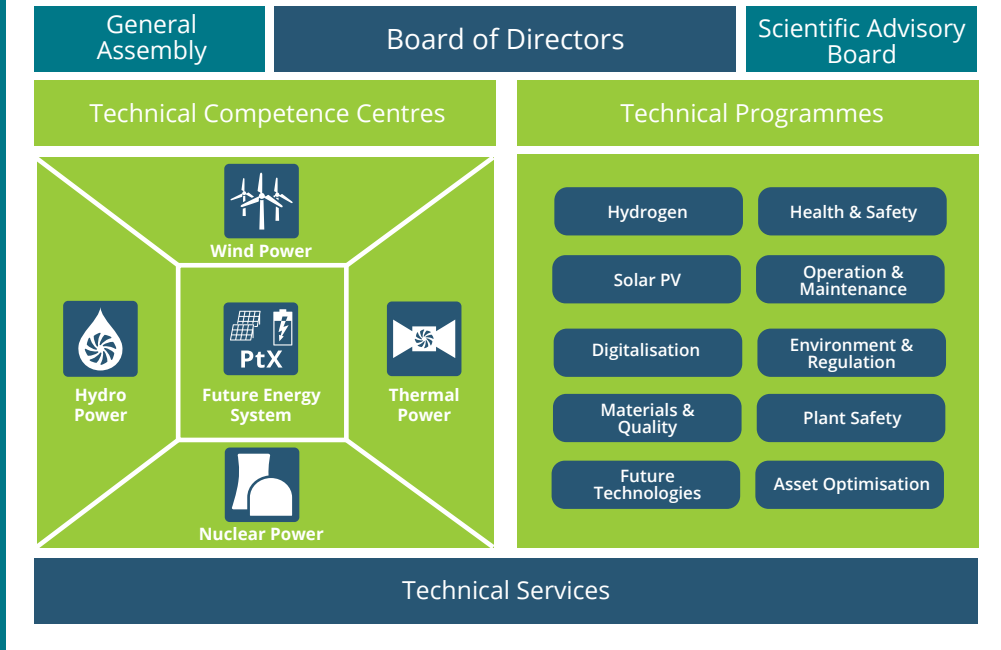 General
Assembly
Board of Directors
Scientific Advisory
Board
Technical Competence Centres
Technical Programmes
Wind Power
Hydro
Power
PtX
Future Energy
System
Thermal
Power
Nuclear Power
Hydrogen
Health & Safety
Solar PV
Operation &
Maintenance
Digitalisation
Environment &
Regulation
Materials &
Quality
Plant Safety
Future
Technologies
Asset Optimisation
Technical Services